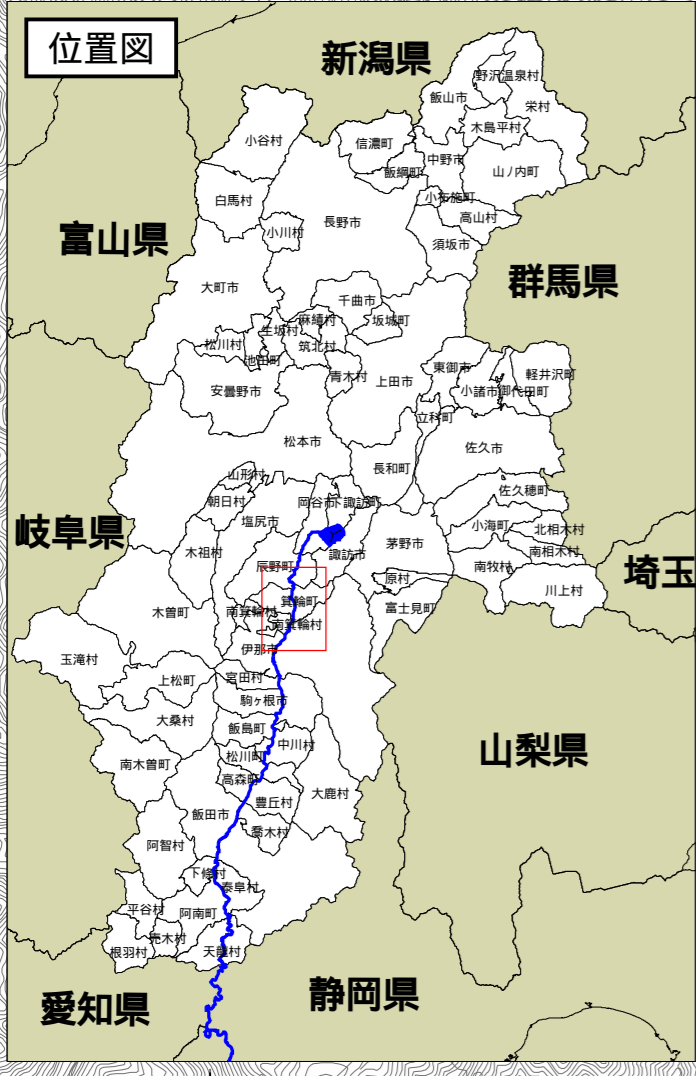 位置図
新潟県
野沢温泉村
飯山市
栄村
木島平村
小谷村
信濃町
中野市
飯綱町
山ノ内町
白馬村
小布施町
高山村
長野市
小川村
須坂市
富山県
群馬県
大町市
千曲市
麻績村
坂城町
生坂村
松川村
筑北村
池田町
東御市
青木村
上田市
軽井沢町
安曇野市
小諸市
御代田町
立科町
松本市
佐久市
長和町
山形村
佐久穂町
朝日村
岡谷市
下諏訪町
塩尻市
小海町
北相木村
岐阜県
木祖村
諏訪市
茅野市
南相木村
辰野町
南牧村
埼玉
原村
川上村
箕輪町
木曽町
南箕輪村
富士見町
南箕輪村
伊那市
玉滝村
宮田村
上松町
駒ヶ根市
大桑村
飯島町
中川村
山梨県
松川町
南木曽町
高森町
大鹿村
豊丘村
飯田市
喬木村
阿智村
下條村
泰阜村
平谷村
阿南町
売木村
根羽村
天龍村
静岡県
愛知県